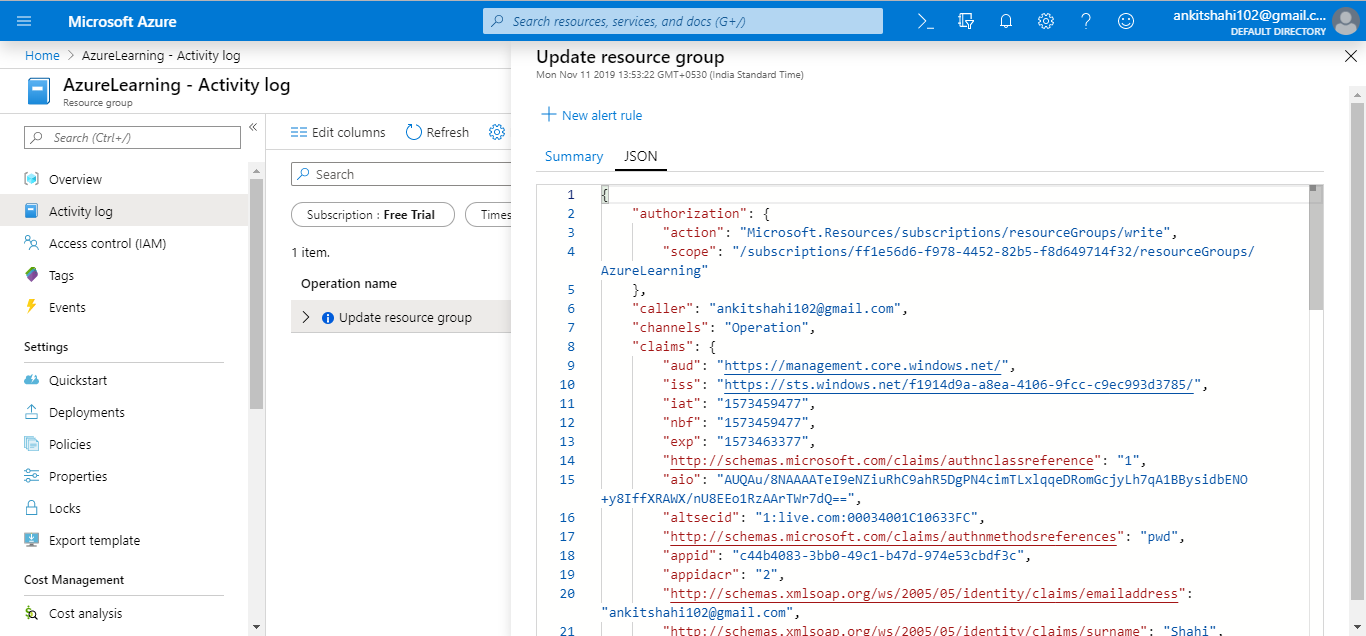 Microsoft Azure
Search resources, services, and docs (G+/)
ankitshahi102@gmail.c...
DEFAULT DIRECTORY
Home > AzureLearning - Activity log
AzureLearning - Activity log
Resource group
Search (Ctrl+/)
«
Overview
Activity log
Access control (IAM)
Tags
Events
Settings
Quickstart
Deployments
Policies
Properties
Locks
Export template
Cost Management
Cost analysis
Edit columns
Refresh
Search
Subscription : Free Trial
Times
1 item.
Operation name
Update resource group
Update resource group
Mon Nov 11 2019 13:53:22 GMT+0530 (India Standard Time)
New alert rule
Summary
JSON
1 {
2 "authorization": {
3 "action": "Microsoft.Resources/subscriptions/resourceGroups/write",
4 "scope": "/subscriptions/ff1e56d6-f978-4452-82b5-f8d649714f32/resourceGroups/
AzureLearning"
5 },
6 "caller": "ankitshahi102@gmail.com",
7 "channels": "Operation",
8 "claims": {
9 "aud": "https://management.core.windows.net/",
10 "iss": "https://sts.windows.net/f1914d9a-a8ea-4106-9fcc-c9ec993d3785/",
11 "iat": "1573459477",
12 "nbf": "1573459477",
13 "exp": "1573463377",
14 "http://schemas.microsoft.com/claims/authnclassreference": "1",
15 "aio": "AUQAu/8NAAAATeI9eNZiuRhC9ahR5DgPN4cimTLxlqqeDRomGcjyLh7qA1BBysidbENO
+y8IffXRAWX/nU8EEo1RzAArTWr7dQ==",
16 "altsecid": "1:live.com:00034001C10633FC",
17 "http://schemas.microsoft.com/claims/authnmethodsreferences": "pwd",
18 "appid": "c44b4083-3bb0-49c1-b47d-974e53cbdf3c",
19 "appidacr": "2",
20 "http://schemas.xmlsoap.org/ws/2005/05/identity/claims/emailaddress":
"ankitshahi102@gmail.com",
21 "http://schemas.xmlsoap.org/ws/2005/05/identity/claims/surname": "Shahi",